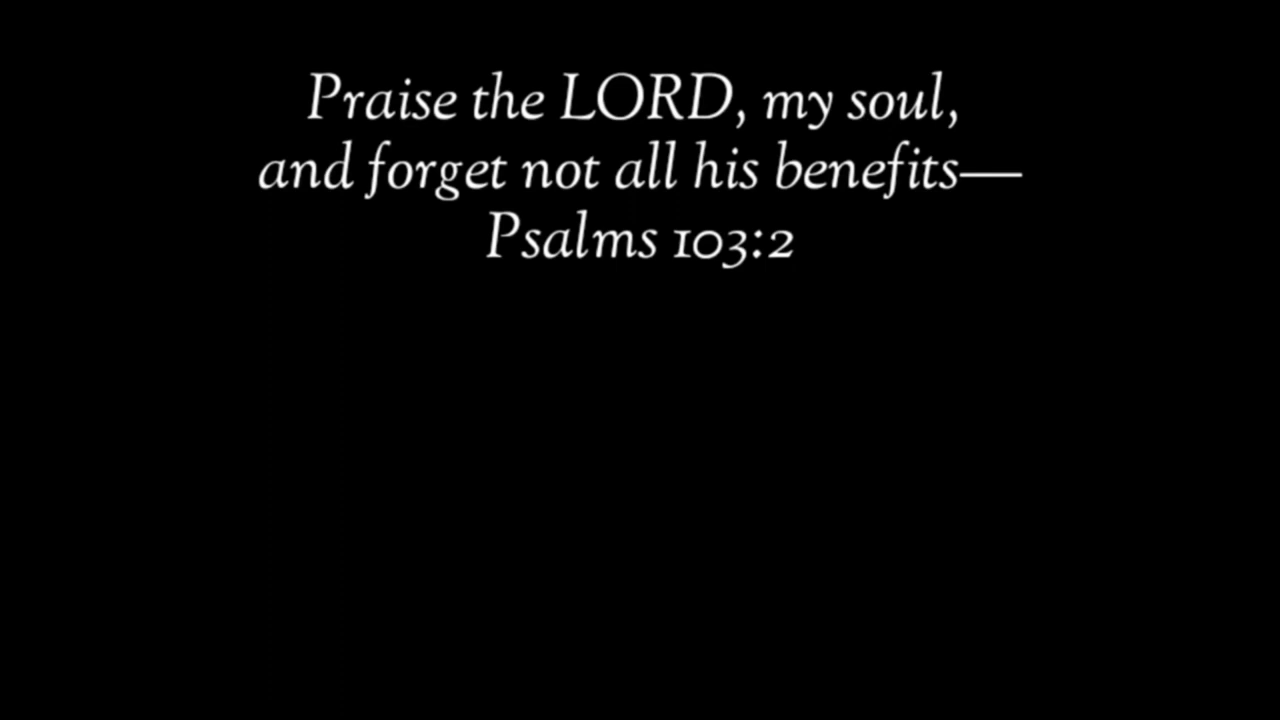 Praise the LORD, my soul,
and forget not all his benefits—
Psalms 103:2